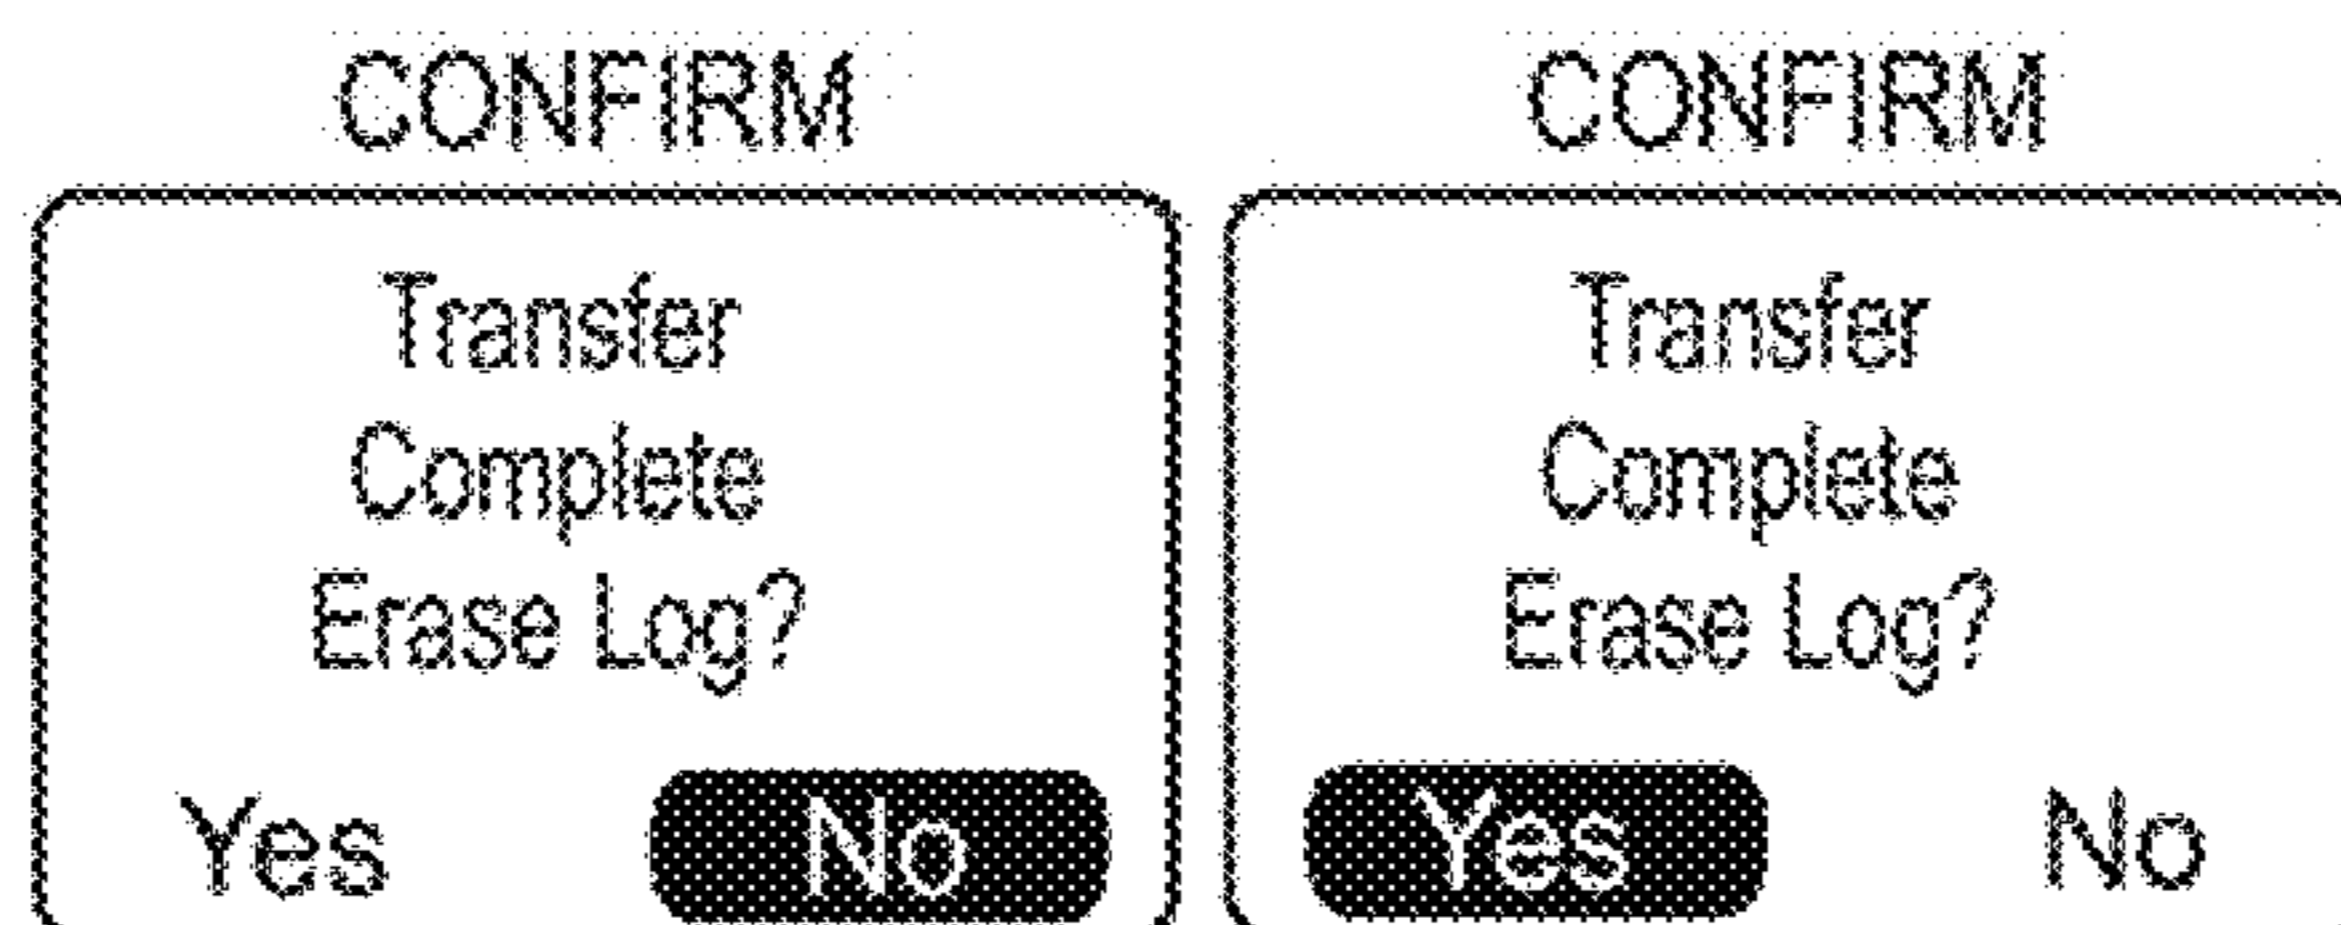 CONFIRM
Transfer
Complete
Erase Log?
Yes No
CONFIRM
Transfer
Complete
Erase Log?
Yes No